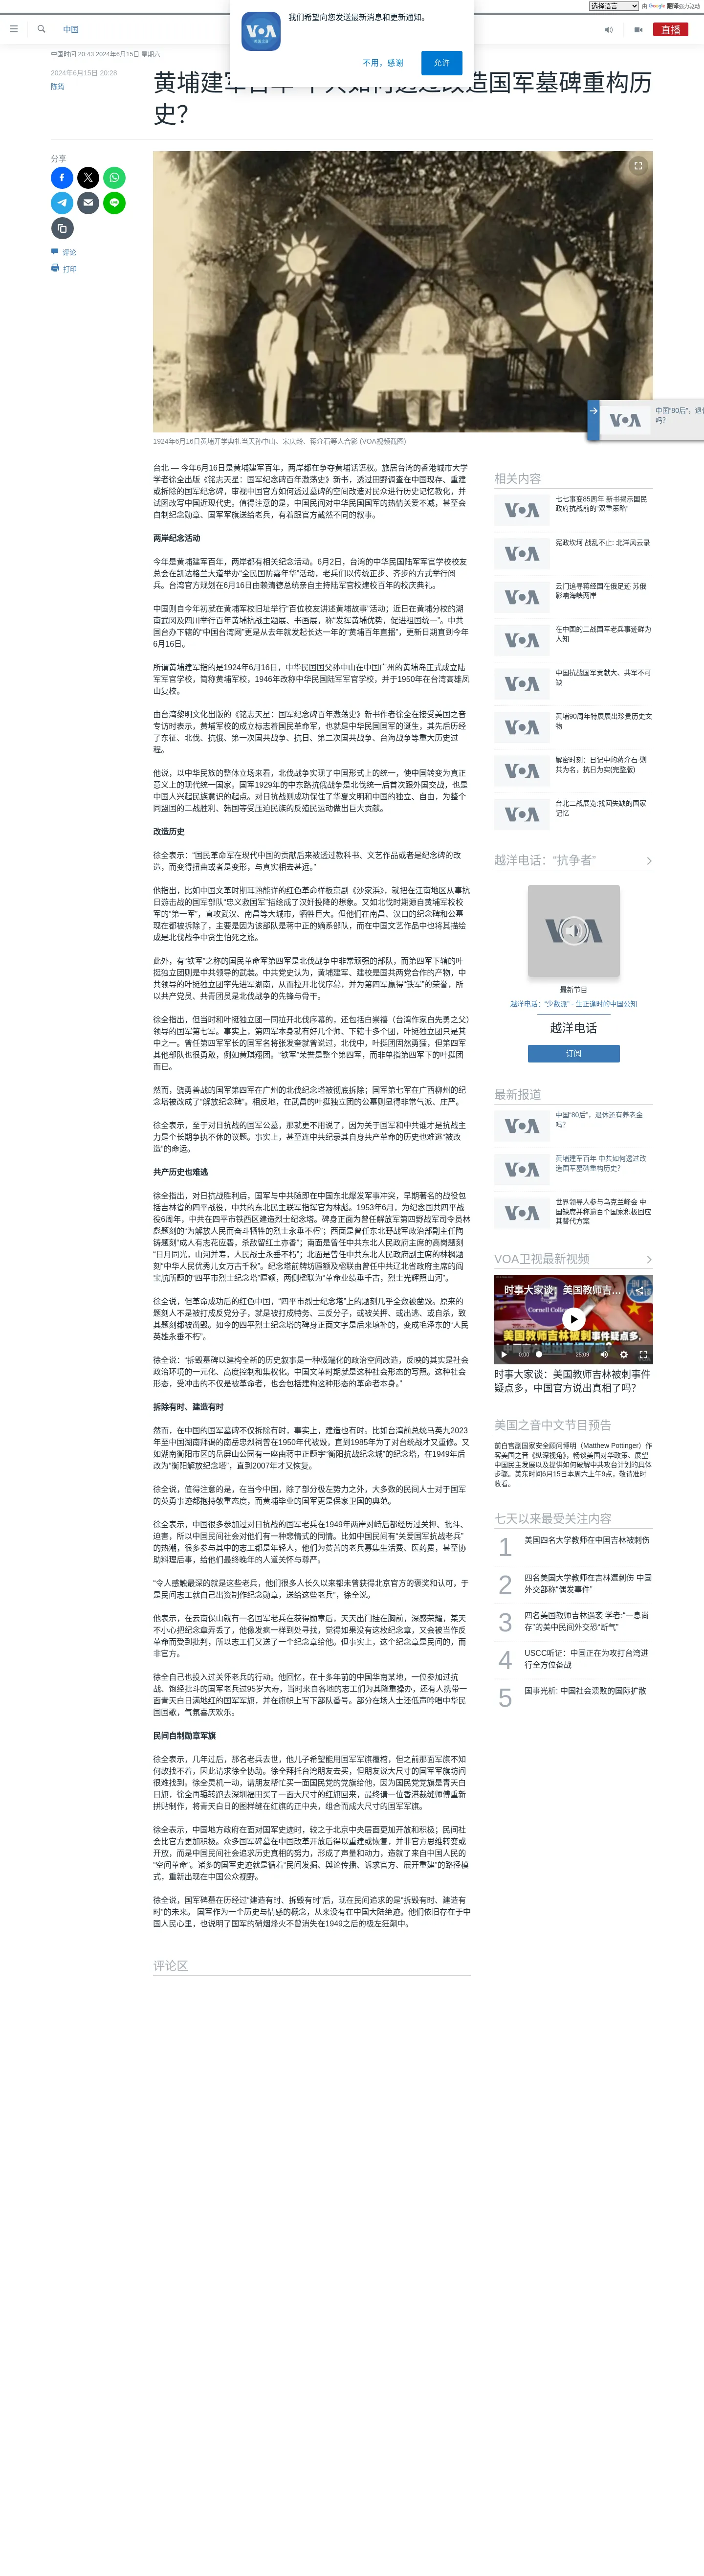 选择语言 由 Google 翻译强力驱动
我们希望向您发送最新消息和更新通知。
VOA
不用，感谢 允许
中国
直播
中国时间 20:43 2024年6月15日 星期六
2024年6月15日 20:28
陈筠
黄埔建军百年 中共如何透过改造国军墓碑重构历
史？
分享
评论
打印
1924年6月16日黄埔开学典礼当天孙中山、宋庆龄、蒋介石等人合影 (VOA视频截图)
中国“80后”，退休
吗？
台北 — 今年6月16日是黄埔建军百年，两岸都在争夺黄埔话语权。旅居台湾的香港城市大学
学者徐全出版《铭志天星：国军纪念碑百年激荡史》新书，透过田野调查在中国现存、重建
或拆除的国军纪念碑，审视中国官方如何透过墓碑的空间改造对民众进行历史记忆教化，并
试图改写中国近现代史。值得注意的是，中国民间对中华民国国军的热情关爱不减，甚至会
自制纪念勋章、国军军旗送给老兵，有着跟官方截然不同的叙事。
两岸纪念活动
今年是黄埔建军百年，两岸都有相关纪念活动。6月2日，台湾的中华民国陆军军官学校校友
总会在凯达格兰大道举办“全民国防嘉年华”活动，老兵们以传统正步、齐步的方式举行阅
兵。台湾官方规划在6月16日由赖清德总统亲自主持陆军官校建校百年的校庆典礼。
中国则自今年初就在黄埔军校旧址举行“百位校友讲述黄埔故事”活动；近日在黄埔分校的湖
南武冈及四川举行百年黄埔抗战主题展、书画展，称“发挥黄埔优势，促进祖国统一”。中共
国台办下辖的“中国台湾网”更是从去年就发起长达一年的“黄埔百年直播”，更新日期直到今年
6月16日。
所谓黄埔建军指的是1924年6月16日，中华民国国父孙中山在中国广州的黄埔岛正式成立陆
军军官学校，简称黄埔军校，1946年改称中华民国陆军军官学校，并于1950年在台湾高雄凤
山复校。
由台湾黎明文化出版的《铭志天星：国军纪念碑百年激荡史》新书作者徐全在接受美国之音
专访时表示，黄埔军校的成立标志着国民革命军，也就是中华民国国军的诞生，其先后历经
了东征、北伐、抗俄、第一次国共战争、抗日、第二次国共战争、台海战争等重大历史过
程。
他说，以中华民族的整体立场来看，北伐战争实现了中国形式上的统一，使中国转变为真正
意义上的现代统一国家。国军1929年的中东路抗俄战争是北伐统一后首次跟外国交战，也是
中国人兴起民族意识的起点。对日抗战则成功保住了华夏文明和中国的独立、自由，为整个
同盟国的二战胜利、韩国等受压迫民族的反殖民运动做出巨大贡献。
改造历史
徐全表示：“国民革命军在现代中国的贡献后来被透过教科书、文艺作品或者是纪念碑的改
造，而变得扭曲或者是变形，与真实相去甚远。”
他指出，比如中国文革时期耳熟能详的红色革命样板京剧《沙家浜》，就把在江南地区从事抗
日游击战的国军部队“忠义救国军”描绘成了汉奸投降的想象。又如北伐时期源自黄埔军校校
军的“第一军”，直攻武汉、南昌等大城市，牺牲巨大。但他们在南昌、汉口的纪念碑和公墓
现在都被拆除了，主要是因为该部队是蒋中正的嫡系部队，而在中国文艺作品中也将其描绘
成是北伐战争中贪生怕死之旅。
此外，有“铁军”之称的国民革命军第四军是北伐战争中非常顽强的部队，而第四军下辖的叶
挺独立团则是中共领导的武装。中共党史认为，黄埔建军、建校是国共两党合作的产物，中
共领导的叶挺独立团率先进军湖南，从而拉开北伐序幕，并为第四军赢得“铁军”的荣誉，所
以共产党员、共青团员是北伐战争的先锋与骨干。
徐全指出，但当时和叶挺独立团一同拉开北伐序幕的，还包括白崇禧（台湾作家白先勇之父）
领导的国军第七军。事实上，第四军本身就有好几个师、下辖十多个团，叶挺独立团只是其
中之一。曾任第四军军长的国军名将张发奎就曾说过，北伐中，叶挺团固然勇猛，但第四军
其他部队也很勇敢，例如黄琪翔团。“铁军”荣誉是整个第四军，而非单指第四军下的叶挺团
而已。
然而，骁勇善战的国军第四军在广州的北伐纪念塔被彻底拆除；国军第七军在广西柳州的纪
念塔被改成了“解放纪念碑”。相反地，在武昌的叶挺独立团的公墓则显得非常气派、庄严。
徐全表示，至于对日抗战的国军公墓，那就更不用说了，因为关于国军和中共谁才是抗战主
力是个长期争执不休的议题。事实上，甚至连中共纪录其自身共产革命的历史也难逃“被改
造”的命运。
共产历史也难逃
徐全指出，对日抗战胜利后，国军与中共随即在中国东北爆发军事冲突，早期著名的战役包
括吉林省的四平战役，中共的东北民主联军指挥官为林彪。1953年6月，为纪念国共四平战
役6周年，中共在四平市铁西区建造烈士纪念塔。碑身正面为曾任解放军第四野战军司令员林
彪题刻的“为解放人民而奋斗牺牲的烈士永垂不朽”；西面是曾任东北野战军政治部副主任陶
铸题刻“成人有志花应碧，杀敌留红土亦香”；南面是曾任中共东北人民政府主席的高岗题刻
“日月同光，山河并寿，人民战士永垂不朽”；北面是曾任中共东北人民政府副主席的林枫题
刻“中华人民优秀儿女万古千秋”。纪念塔前牌坊匾额及楹联由曾任中共辽北省政府主席的阎
宝航所题的“四平市烈士纪念塔”匾额，两侧楹联为“革命业绩垂千古，烈士光辉照山河”。
徐全说，但革命成功后的红色中国，“四平市烈士纪念塔”上的题刻几乎全数被凿毁。原来的
题刻人不是被打成反党分子，就是被打成特务、三反分子，或被关押、或出逃、或者自杀，致
其题刻都被凿毁。如今的四平烈士纪念塔的碑身正面文字是后来填补的，变成毛泽东的“人民
英雄永垂不朽”。
徐全说：“拆毁墓碑以建构全新的历史叙事是一种极端化的政治空间改造，反映的其实是社会
政治环境的一元化、高度控制和集权化。中国文革时期就是这种社会形态的写照。这种社会
形态，受冲击的不仅是被革命者，也会包括建构这种形态的革命者本身。”
拆除有时、建造有时
然而，在中国的国军墓碑不仅拆除有时，事实上，建造也有时。比如台湾前总统马英九2023
年至中国湖南拜谒的南岳忠烈祠曾在1950年代被毁，直到1985年为了对台统战才又重修。又
如湖南衡阳市区的岳屏山公园有一座由蒋中正题字“衡阳抗战纪念城”的纪念塔，在1949年后
改为“衡阳解放纪念塔”，直到2007年才又恢复。
徐全说，值得注意的是，在当今中国，除了部分极左势力之外，大多数的民间人士对于国军
的英勇事迹都抱持敬重态度，而黄埔毕业的国军更是保家卫国的典范。
徐全表示，中国很多参加过对日抗战的国军老兵在1949年两岸对峙后都经历过关押、批斗、
迫害，所以中国民间社会对他们有一种悲情式的同情。比如中国民间有“关爱国军抗战老兵”
的热潮，很多参与其中的志工都是年轻人，他们为贫苦的老兵募集生活费、医药费，甚至协
助料理后事，给他们最终晚年的人道关怀与尊严。
“令人感触最深的就是这些老兵，他们很多人长久以来都未曾获得北京官方的褒奖和认可，于
是民间志工就自己出资制作纪念勋章，送给这些老兵”，徐全说。
他表示，在云南保山就有一名国军老兵在获得勋章后，天天出门挂在胸前，深感荣耀，某天
不小心把纪念章弄丢了，他像发疯一样到处寻找，觉得如果没有这枚纪念章，又会被当作反
革命而受到批判，所以志工们又送了一个纪念章给他。但事实上，这个纪念章是民间的，而
非官方。
徐全自己也投入过关怀老兵的行动。他回忆，在十多年前的中国华南某地，一位参加过抗
战、饱经批斗的国军老兵过95岁大寿，当时来自各地的志工们为其隆重操办，还有人携带一
面青天白日满地红的国军军旗，并在旗帜上写下部队番号。部分在场人士还低声吟唱中华民
国国歌，气氛喜庆欢乐。
民间自制勋章军旗
徐全表示，几年过后，那名老兵去世，他儿子希望能用国军军旗覆棺，但之前那面军旗不知
何故找不着，因此请求徐全协助。徐全拜托台湾朋友去买，但朋友说大尺寸的国军军旗坊间
很难找到。徐全灵机一动，请朋友帮忙买一面国民党的党旗给他，因为国民党党旗是青天白
日旗，徐全再辗转跑去深圳福田买了一面大尺寸的红旗回来，最终请一位香港裁缝师傅重新
拼贴制作，将青天白日的图样缝在红旗的正中央，组合而成大尺寸的国军军旗。
徐全表示，中国地方政府在面对国军史迹时，较之于北京中央层面更加开放和积极；民间社
会比官方更加积极。众多国军碑墓在中国改革开放后得以重建或恢复，并非官方思维转变或
开放，而是中国民间社会追求历史真相的努力，形成了声量和动力，造就了来自中国人民的
“空间革命”。诸多的国军史迹就是循着“民间发掘、舆论传播、诉求官方、展开重建”的路径模
式，重新出现在中国公众视野。
徐全说，国军碑墓在历经过“建造有时、拆毁有时”后，现在民间追求的是“拆毁有时、建造有
时”的未来。 国军作为一个历史与情感的概念，从来没有在中国大陆绝迹。他们依旧存在于中
国人民心里，也说明了国军的硝烟烽火不曾消失在1949之后的极左狂飙中。
评论区
相关内容
七七事变85周年 新书揭示国民
政府抗战前的“双重策略”
宪政坎坷 战乱不止: 北洋风云录
云门追寻蒋经国在俄足迹 苏俄
影响海峡两岸
在中国的二战国军老兵事迹鲜为
人知
中国抗战国军贡献大、共军不可
缺
黄埔90周年特展展出珍贵历史文
物
解密时刻：日记中的蒋介石-剿
共为名，抗日为实(完整版)
台北二战展览:找回失缺的国家
记忆
越洋电话：“抗争者”
最新节目
越洋电话：“少数派” - 生正逢时的中国公知
越洋电话
订阅
最新报道
中国“80后”，退休还有养老金
吗？
黄埔建军百年 中共如何透过改
造国军墓碑重构历史？
世界领导人参与乌克兰峰会 中
国缺席并称逾百个国家积极回应
其替代方案
VOA卫视最新视频
时事大家谈：美国教师吉…
Cornell College
美国教师吉林被刺事件疑点多，
0:00 25:09
时事大家谈：美国教师吉林被刺事件
疑点多，中国官方说出真相了吗？
美国之音中文节目预告
前白宫副国家安全顾问博明（Matthew Pottinger）作
客美国之音《纵深视角》，畅谈美国对华政策、展望
中国民主发展以及提供如何破解中共攻台计划的具体
步骤。美东时间6月15日本周六上午9点，敬请准时
收看。
七天以来最受关注内容
1 美国四名大学教师在中国吉林被刺伤
2 四名美国大学教师在吉林遭刺伤 中国
外交部称“偶发事件”
3 四名美国教师吉林遇袭 学者:“一息尚
存”的美中民间外交恐“断气”
4 USCC听证：中国正在为攻打台湾进
行全方位备战
5 国事光析: 中国社会溃败的国际扩散